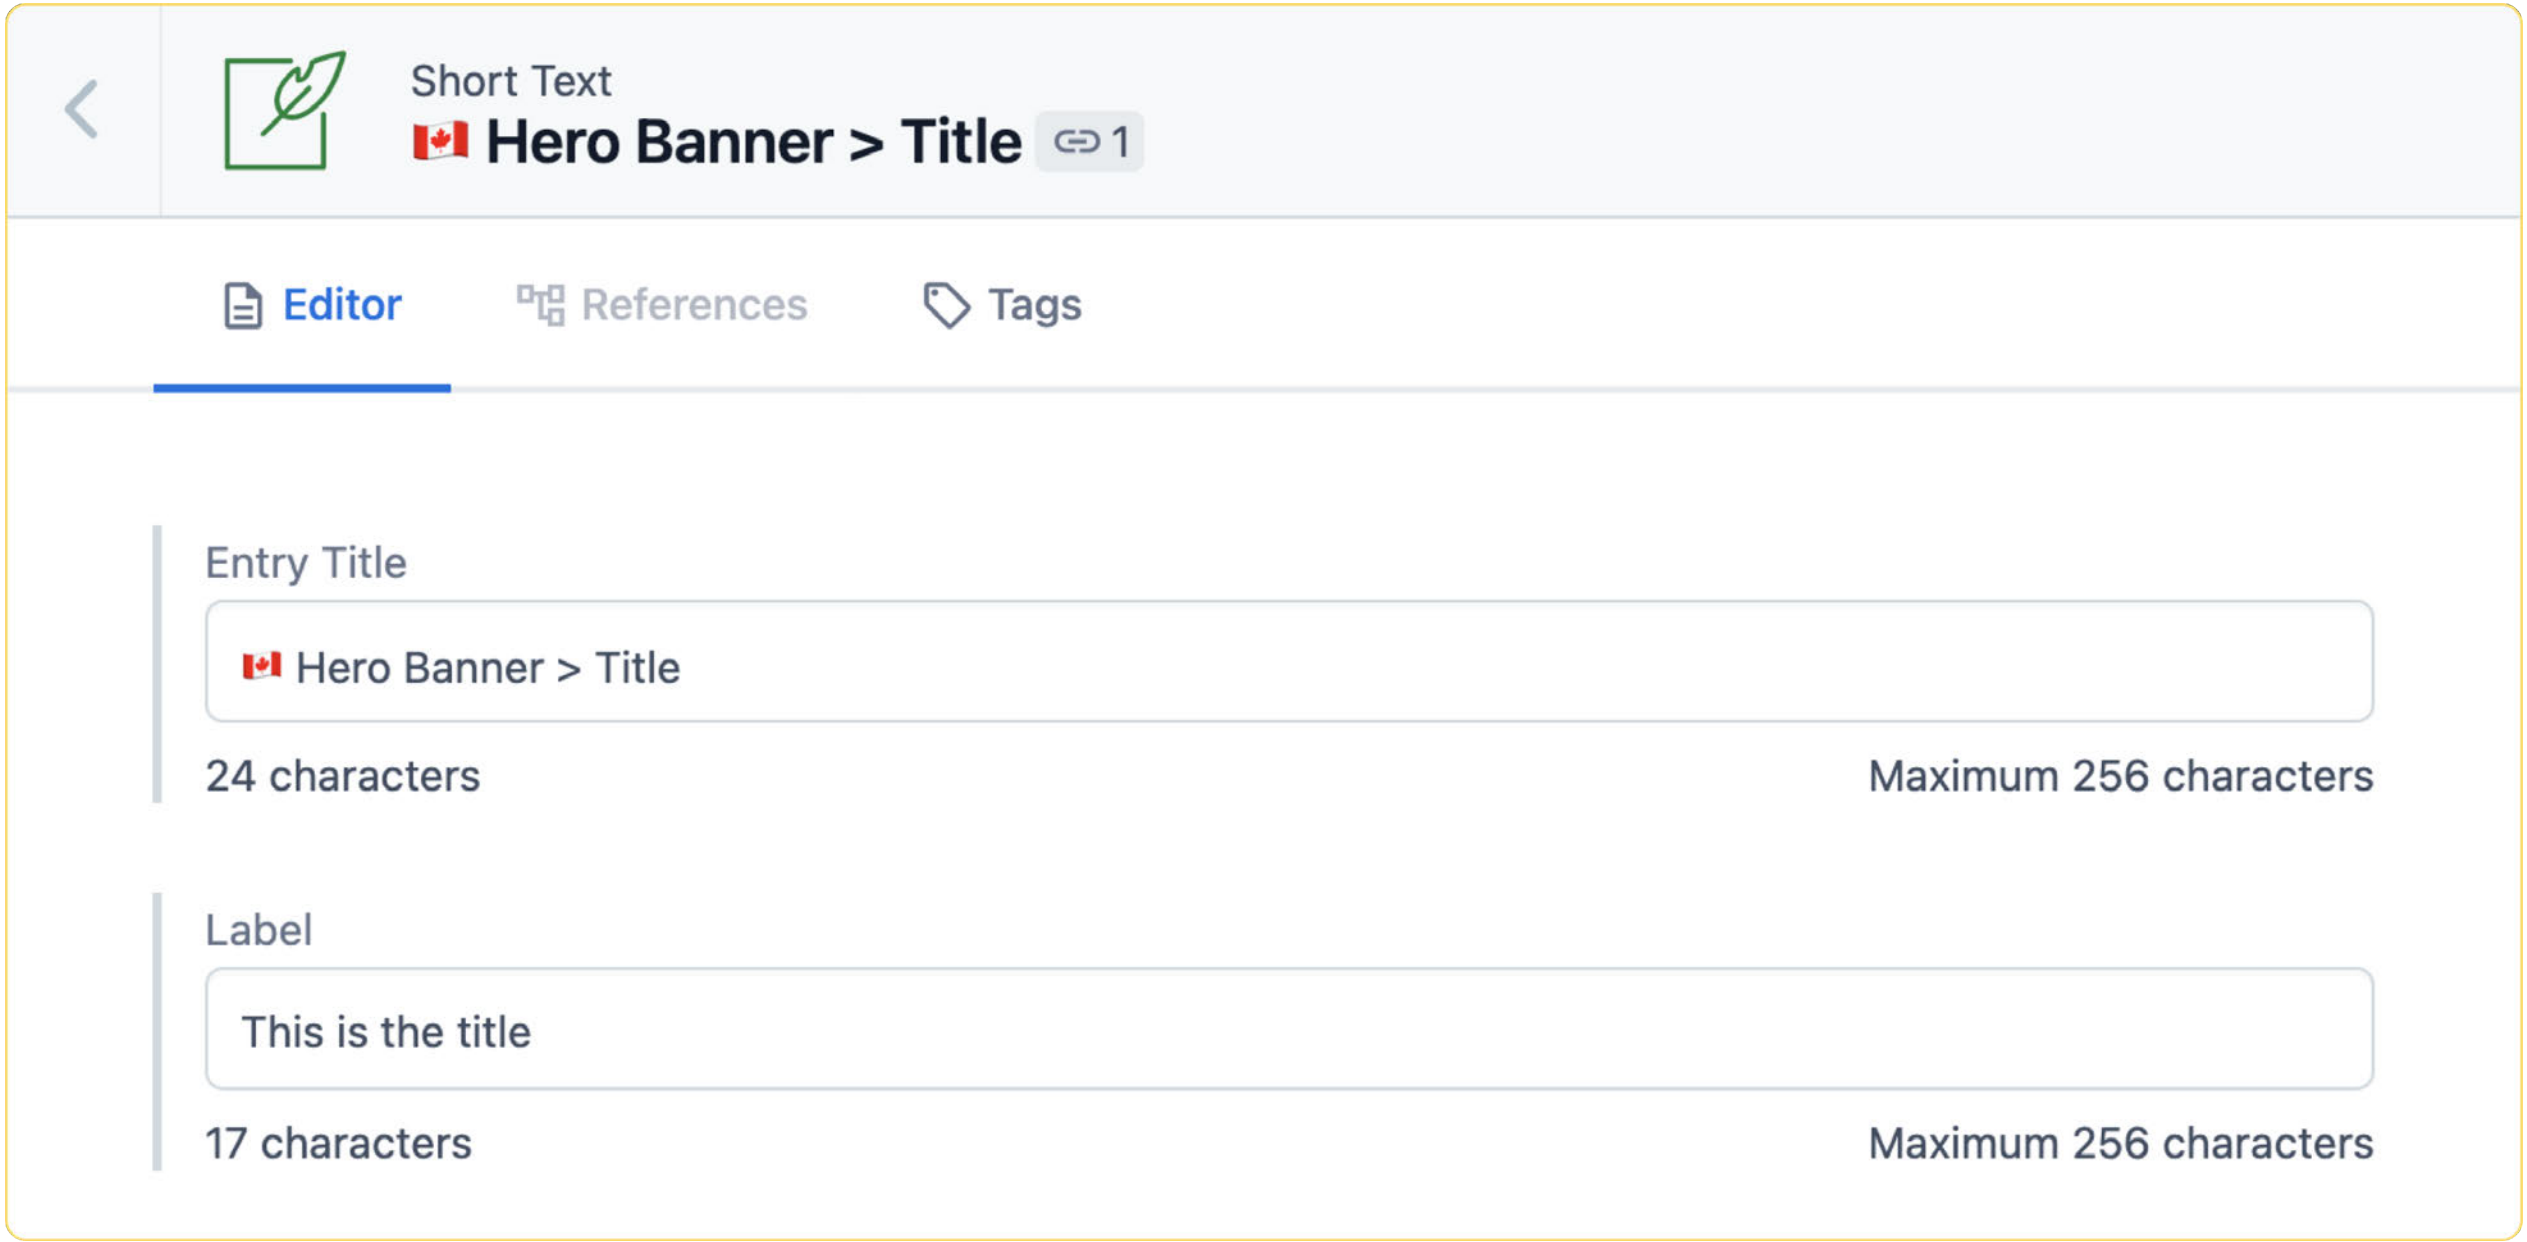 Short Text
🇨🇦 Hero Banner > Title 1
Editor References Tags
Entry Title
🇨🇦 Hero Banner > Title
24 characters Maximum 256 characters
Label
This is the title
17 characters Maximum 256 characters